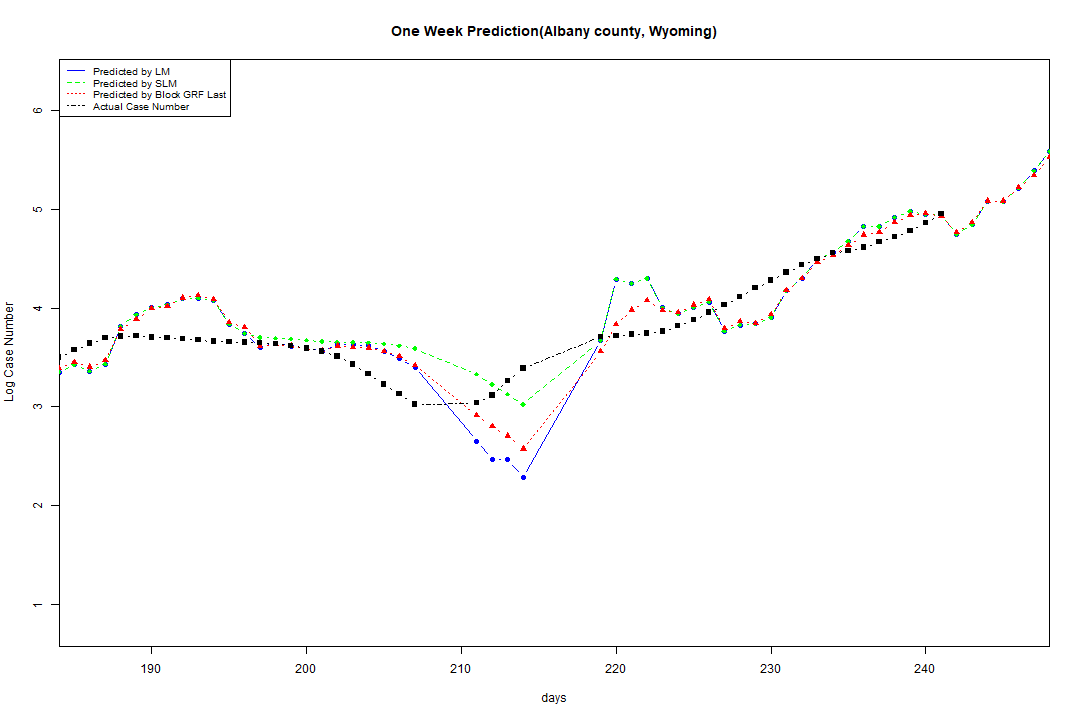 One Week Prediction(Albany county, Wyoming)
Predicted by LM
Predicted by SLM
Predicted by Block GRF Last
Actual Case Number
Log Case Number
6
5
4
3
2
1
190 200 210 220 230 240
days